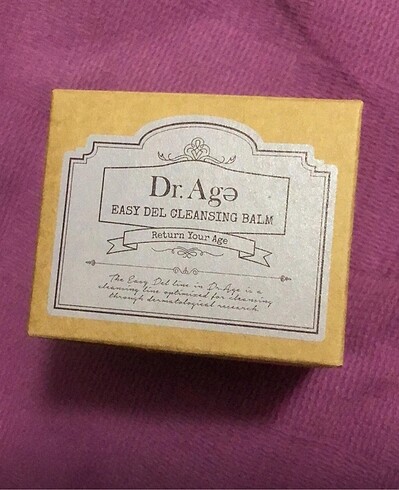 Dr. Agə
EASY DEL CLEANSING BALM
Return Your Age
The Easy Del line in Dr.Age is a
cleansing line optimized for cleansing
through dermatological research